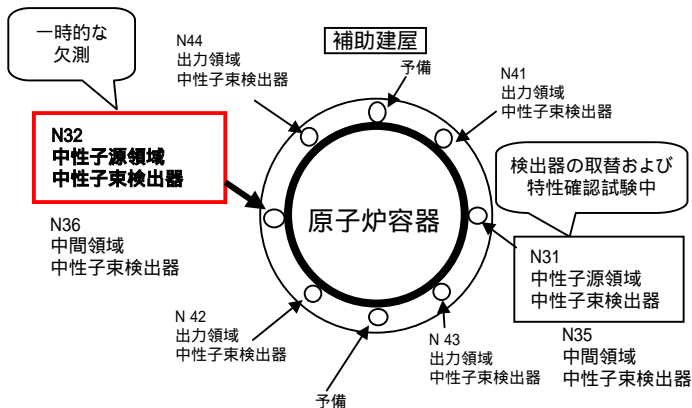 一時的な
欠測
N44
出力領域
中性子束検出器
補助建屋
予備
N41
出力領域
中性子束検出器
N32
中性子源領域
中性子束検出器
検出器の取替および
特性確認試験中
原子炉容器
N36
中間領域
中性子束検出器
N31
中性子源領域
中性子束検出器
N 42
出力領域
中性子束検出器
N 43
出力領域
中性子束検出器
N35
中間領域
中性子束検出器
予備